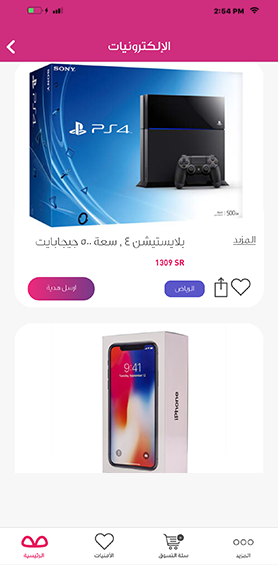 2:54 PM
الإلكترونيات
SONY
PS4
500GB
بلايستيشن ٤ , سعة ٥٠٠ جيجابايت
المزيد
1309 SR
ارسل هدية
الرياض
9:41
iPhone
الرئيسية
الأمنيات
سلة التسوق
المزيد